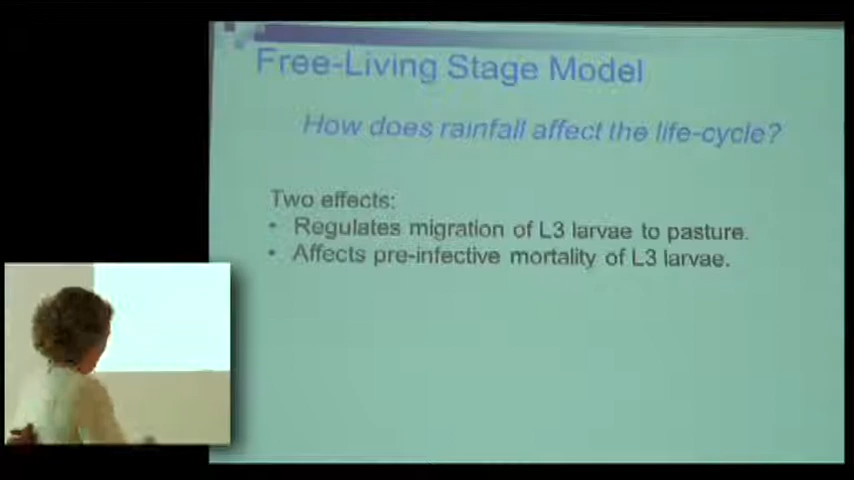 Free-Living Stage Model
How does rainfall affect the life-cycle?
Two effects:
• Regulates migration of L3 larvae to pasture.
• Affects pre-infective mortality of L3 larvae.